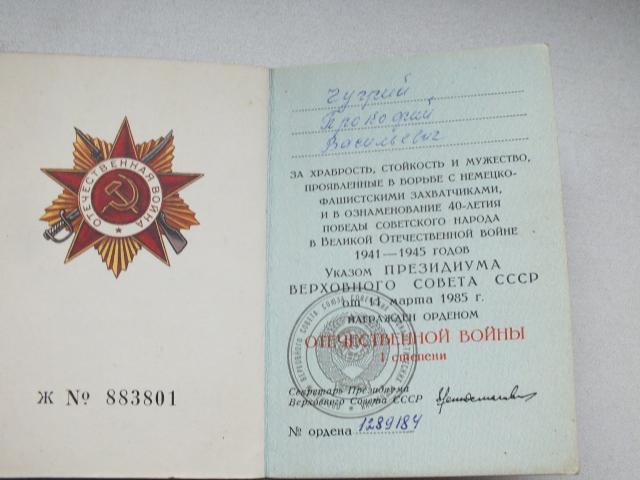 ОТЕЧЕСТВЕННАЯ ВОЙНА
Ж № 883801
Чугрий
Прокофий
Васильевич
ЗА ХРАБРОСТЬ, СТОЙКОСТЬ И МУЖЕСТВО,
ПРОЯВЛЕННЫЕ В БОРЬБЕ С НЕМЕЦКО-
ФАШИСТСКИМИ ЗАХВАТЧИКАМИ,
И В ОЗНАМЕНОВАНИЕ 40-ЛЕТИЯ
ПОБЕДЫ СОВЕТСКОГО НАРОДА
В ВЕЛИКОЙ ОТЕЧЕСТВЕННОЙ ВОЙНЕ
1941—1945 ГОДОВ
УКАЗОМ ПРЕЗИДИУМА
ВЕРХОВНОГО СОВЕТА СССР
от 11 марта 1985 г.
НАГРАЖДЕН ОРДЕНОМ
ОТЕЧЕСТВЕННОЙ ВОЙНЫ
I степени
Секретарь Президиума
Верховного Совета СССР
№ ордена 1289184